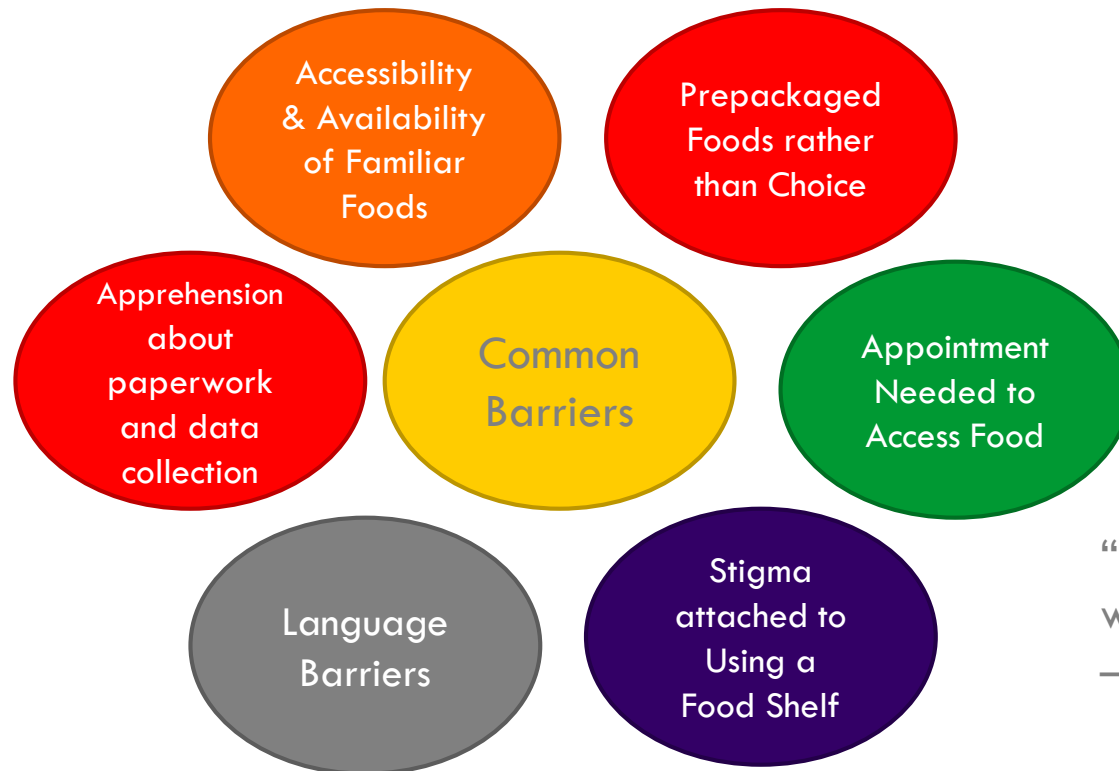 Accessibility
& Availability
of Familiar
Foods
Prepackaged
Foods rather
than Choice
Apprehension
about
paperwork
and data
collection
Common
Barriers
Appointment
Needed to
Access Food
Language
Barriers
Stigma
attached to
Using a
Food Shelf
“